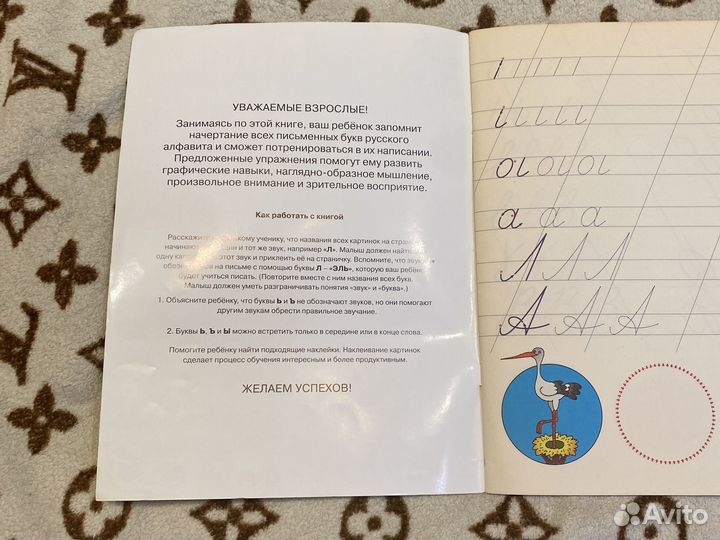 УВАЖАЕМЫЕ ВЗРОСЛЫЕ!
Занимаясь по этой книге, ваш ребёнок запомнит
начертание всех письменных букв русского
алфавита и сможет потренироваться в их написании.
Предложенные упражнения помогут ему развить
графические навыки, наглядно-образное мышление,
произвольное внимание и зрительное восприятие.
Как работать с книгой
Расскажите кому ученику, что названия всех картинок на стра
начинаю и тот же звук, например «Л». Малыш должен найти
одну кар этот звук и приклеить её на страничку. Вспомните, что звук
обозн на письме с помощью буквы Л – «ЭЛЬ», которую ваш ребён
будет учиться писать. (Повторите вместе с ним названия всех букв.
Малыш должен уметь разграничивать понятия «звук» и «буква».)
1. Объясните ребёнку, что буквы Ь и Ъ не обозначают звуков, но они помогают
другим звукам обрести правильное звучание.
2. Буквы Ь, Ъ и Ы можно встретить только в середине или в конце слова.
Помогите ребёнку найти подходящие наклейки. Наклеивание картинок
сделает процесс обучения интересным и более продуктивным.
ЖЕЛАЕМ УСПЕХОВ!
а а а
Л Л Л
А А А А
Avito